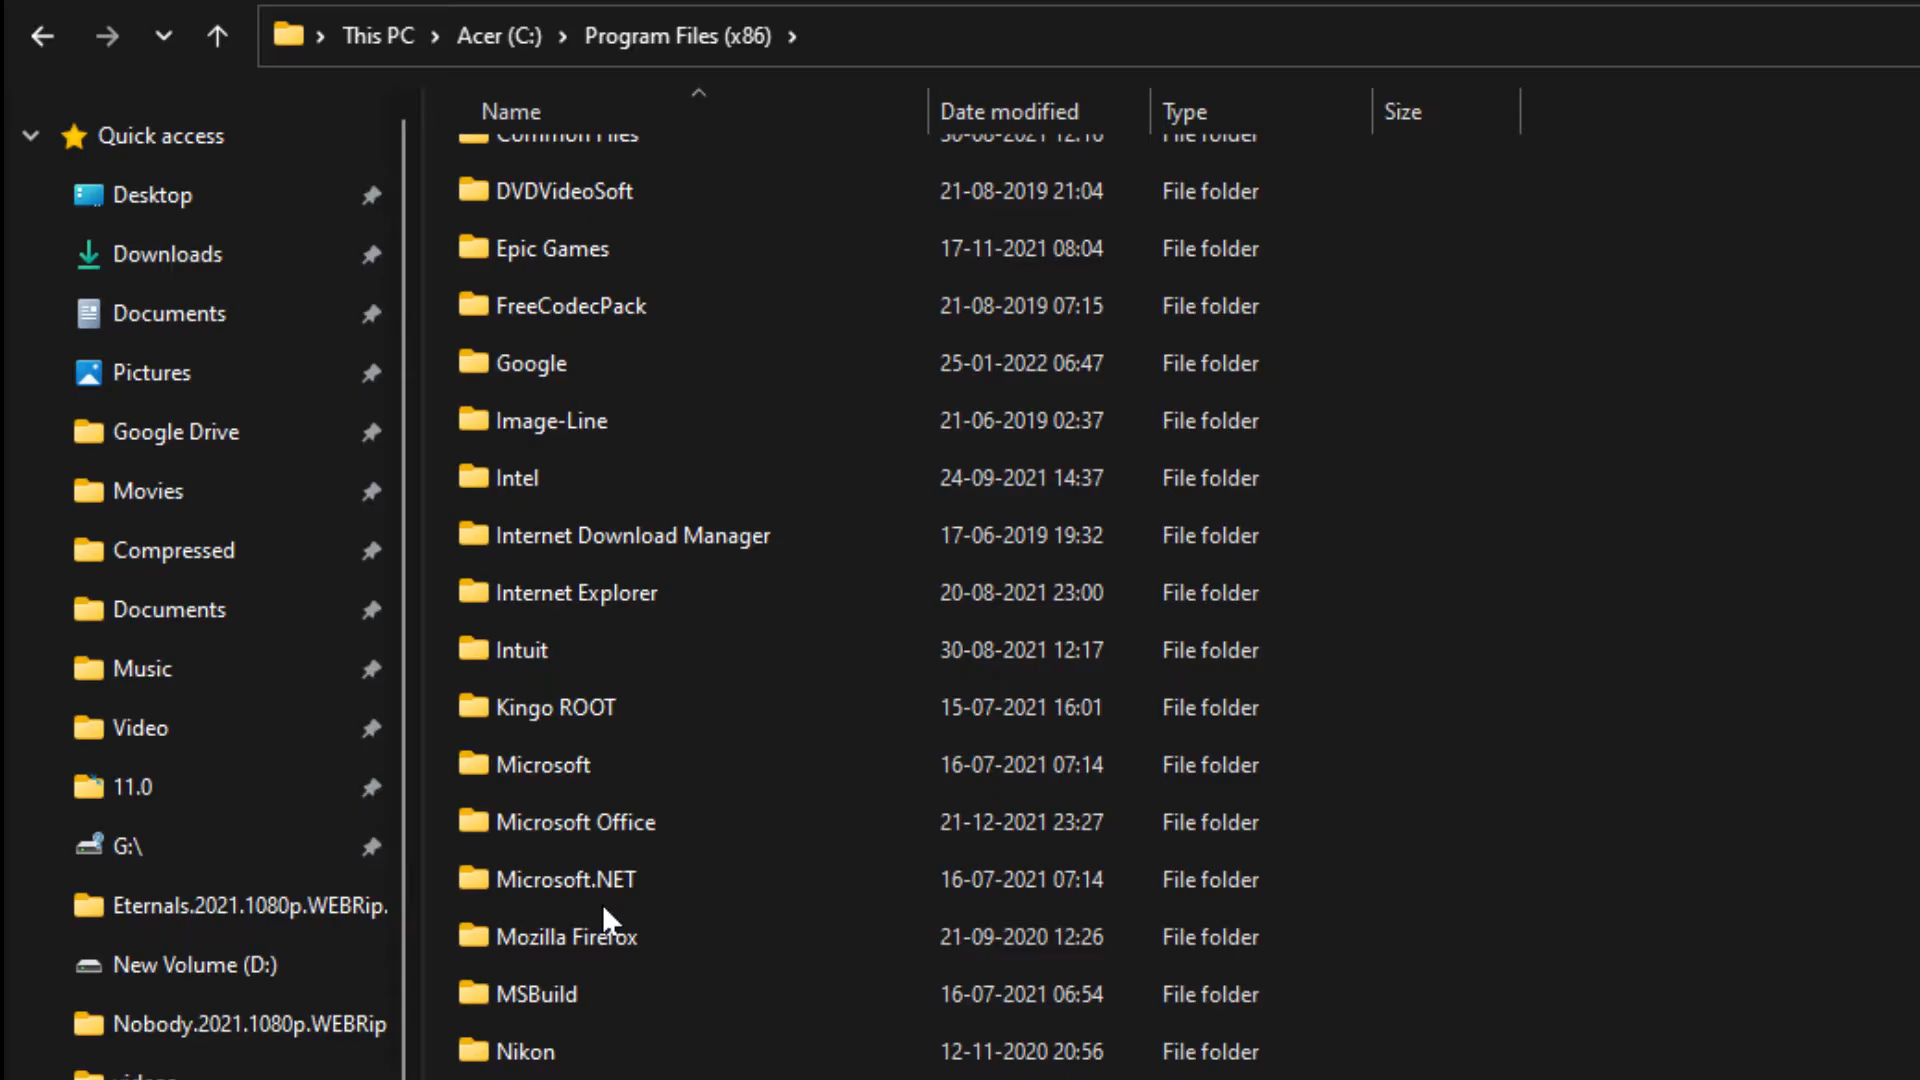 This PC > Acer (C:) > Program Files (x86) >
Name Date modified Type Size
Quick access
Desktop
Downloads
Documents
Pictures
Google Drive
Movies
Compressed
Documents
Music
Video
11.0
G:\
Eternals.2021.1080p.WEBRip.
New Volume (D:)
Nobody.2021.1080p.WEBRip
Common Files 30-08-2021 12:16 File folder
DVDVideoSoft 21-08-2019 21:04 File folder
Epic Games 17-11-2021 08:04 File folder
FreeCodecPack 21-08-2019 07:15 File folder
Google 25-01-2022 06:47 File folder
Image-Line 21-06-2019 02:37 File folder
Intel 24-09-2021 14:37 File folder
Internet Download Manager 17-06-2019 19:32 File folder
Internet Explorer 20-08-2021 23:00 File folder
Intuit 30-08-2021 12:17 File folder
Kingo ROOT 15-07-2021 16:01 File folder
Microsoft 16-07-2021 07:14 File folder
Microsoft Office 21-12-2021 23:27 File folder
Microsoft.NET 16-07-2021 07:14 File folder
Mozilla Firefox 21-09-2020 12:26 File folder
MSBuild 16-07-2021 06:54 File folder
Nikon 12-11-2020 20:56 File folder